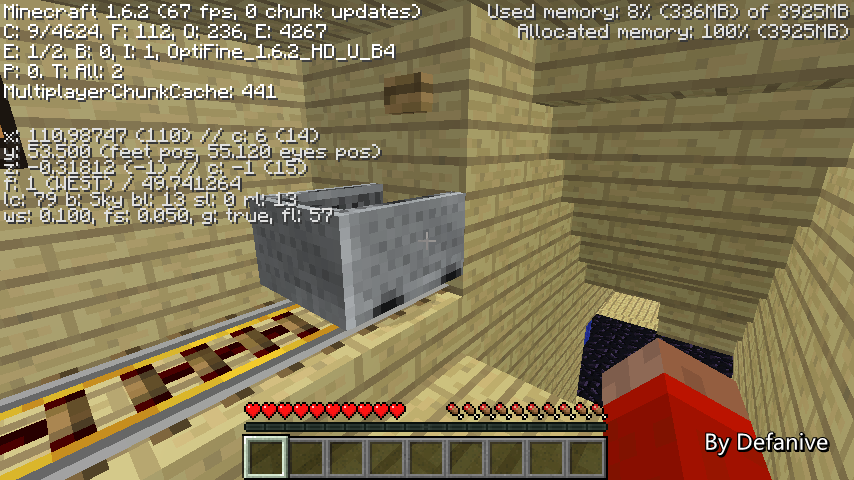 Minecraft 1.6.2 (67 fps, 0 chunk updates)
C: 9/4624, F: 112, O: 236, E: 4267
E: 1/2, B: 0, I: 1, OptiFine_1.6.2_HD_U_B4
P: 0, T: All: 2
MultiplayerChunkCache: 441
Used memory: 8% (336MB) of 3925MB
Allocated memory: 100% (3925MB)
x: 110.98747 (110) // c: 6 (14)
y: 53.500 (feet pos, 55.120 eyes pos)
z: -0.31812 (-1) // c: -1 (15)
f: 1 (WEST) / 49.741264
lc: 79 b: Sky bl: 13 sl: 0 rl: 13
ws: 0.100, fs: 0.050, g: true, fl: 57
By Defanive